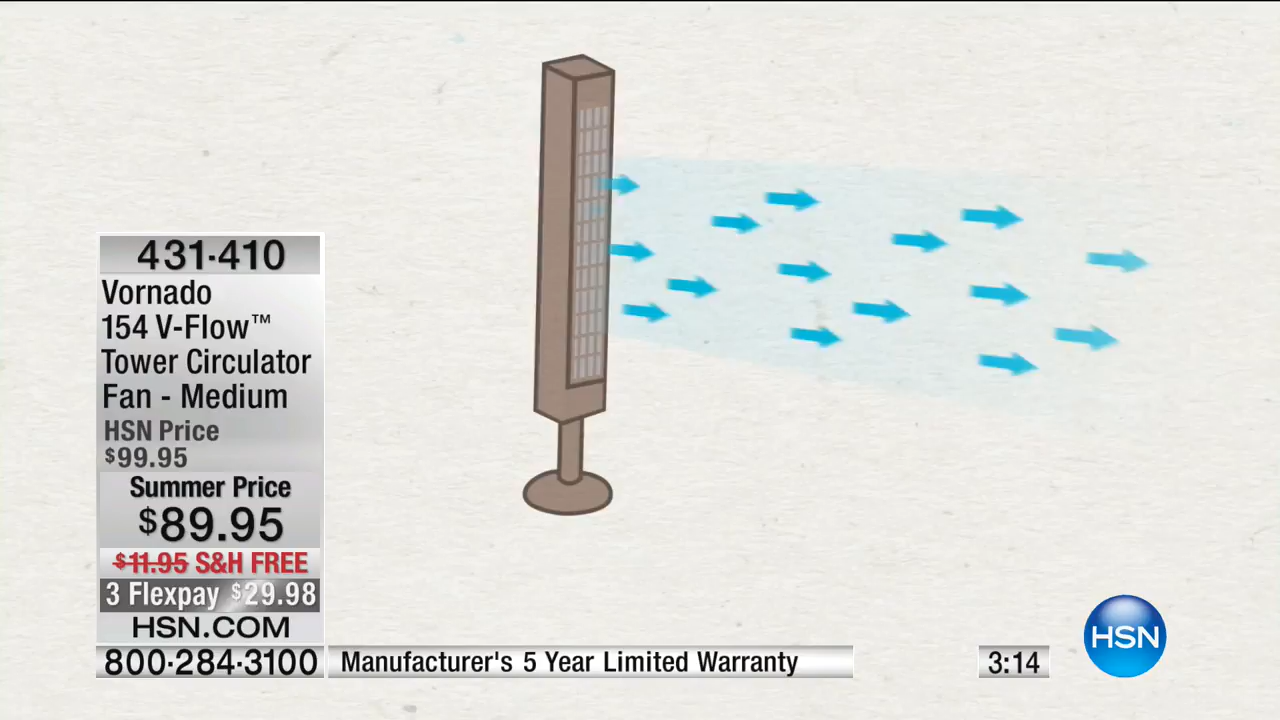 431·410
Vornado
154 V-Flow™
Tower Circulator
Fan - Medium
HSN Price
$99.95
Summer Price
$89.95
$11.95 S&H FREE
3 Flexpay $29.98
HSN.COM
800·284·3100
Manufacturer's 5 Year Limited Warranty
3:14
HSN